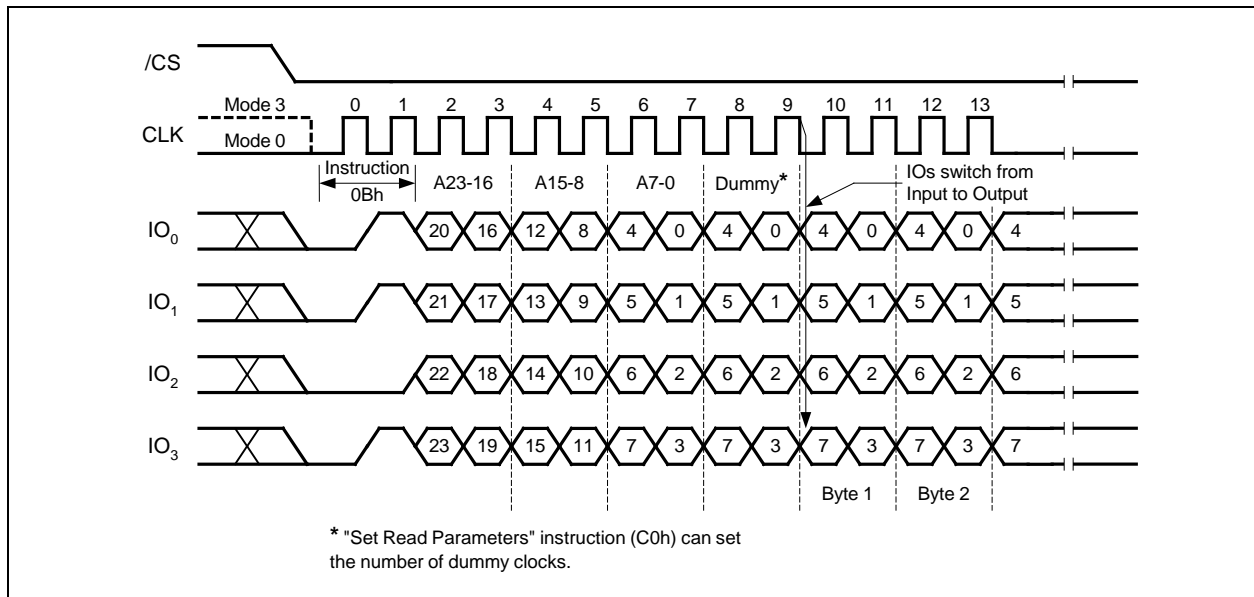 /CS
Mode 3 0 1 2 3 4 5 6 7 8 9 10 11 12 13
CLK
Mode 0
Instruction
0Bh
A23-16 A15-8 A7-0 Dummy*
IOs switch from
Input to Output
IO0 20 16 12 8 4 0 4 0 4 0 4 0 4
IO1 21 17 13 9 5 1 5 1 5 1 5 1 5
IO2 22 18 14 10 6 2 6 2 6 2 6 2 6
IO3 23 19 15 11 7 3 7 3 7 3 7 3 7
Byte 1 Byte 2
* "Set Read Parameters" instruction (C0h) can set
the number of dummy clocks.